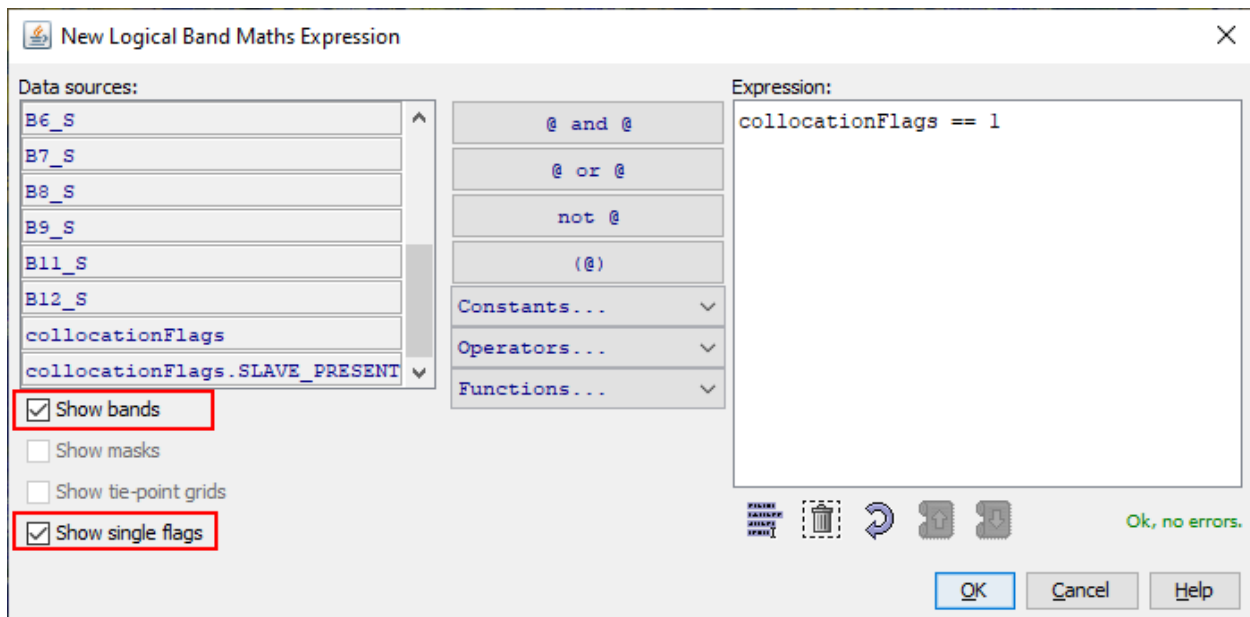 New Logical Band Maths Expression
Data sources:
B6_S
B7_S
B8_S
B9_S
B11_S
B12_S
collocationFlags
collocationFlags.SLAVE_PRESENT
Show bands
Show masks
Show tie-point grids
Show single flags
@ and @
@ or @
not @
(@)
Constants...
Operators...
Functions...
Expression:
collocationFlags == 1
Ok, no errors.
OK
Cancel
Help